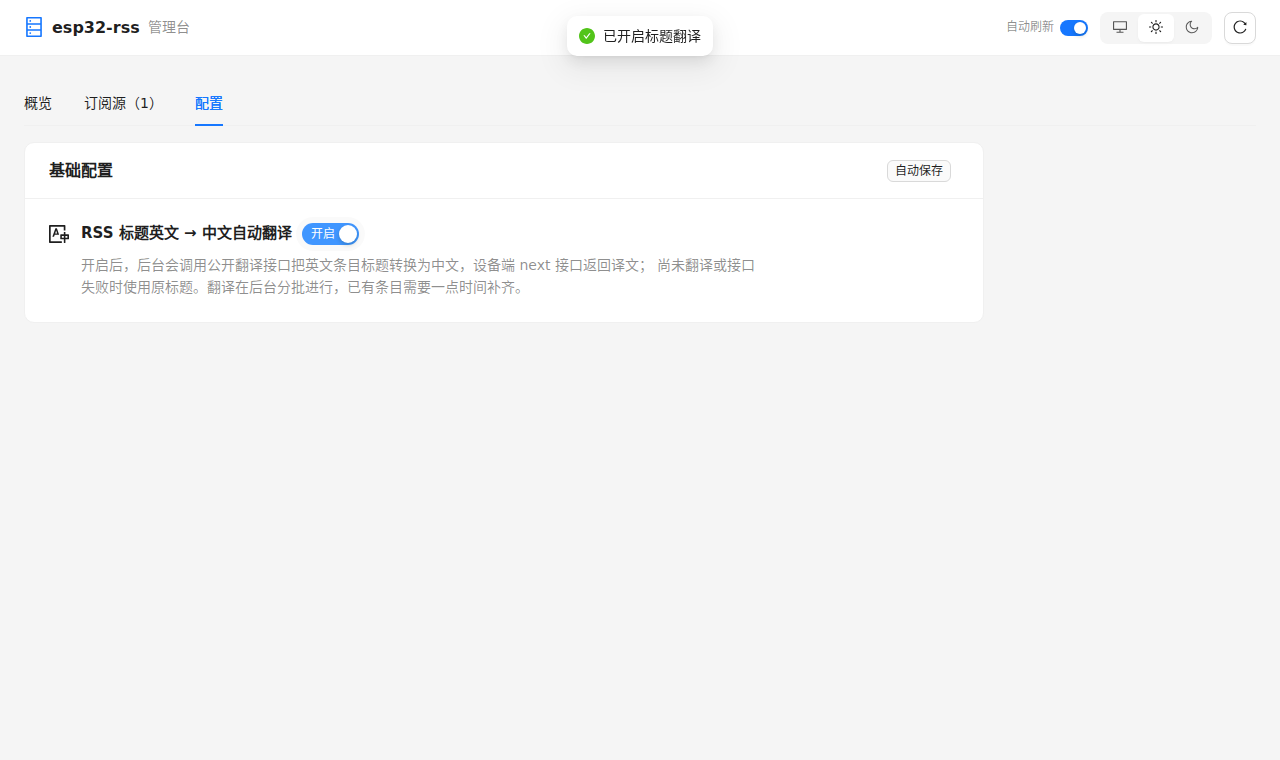 esp32-rss 管理台
已开启标题翻译
自动刷新
概览
订阅源（1）
配置
基础配置
自动保存
RSS 标题英文 → 中文自动翻译
开启
开启后，后台会调用公开翻译接口把英文条目标题转换为中文，设备端 next 接口返回译文； 尚未翻译或接口
失败时使用原标题。翻译在后台分批进行，已有条目需要一点时间补齐。